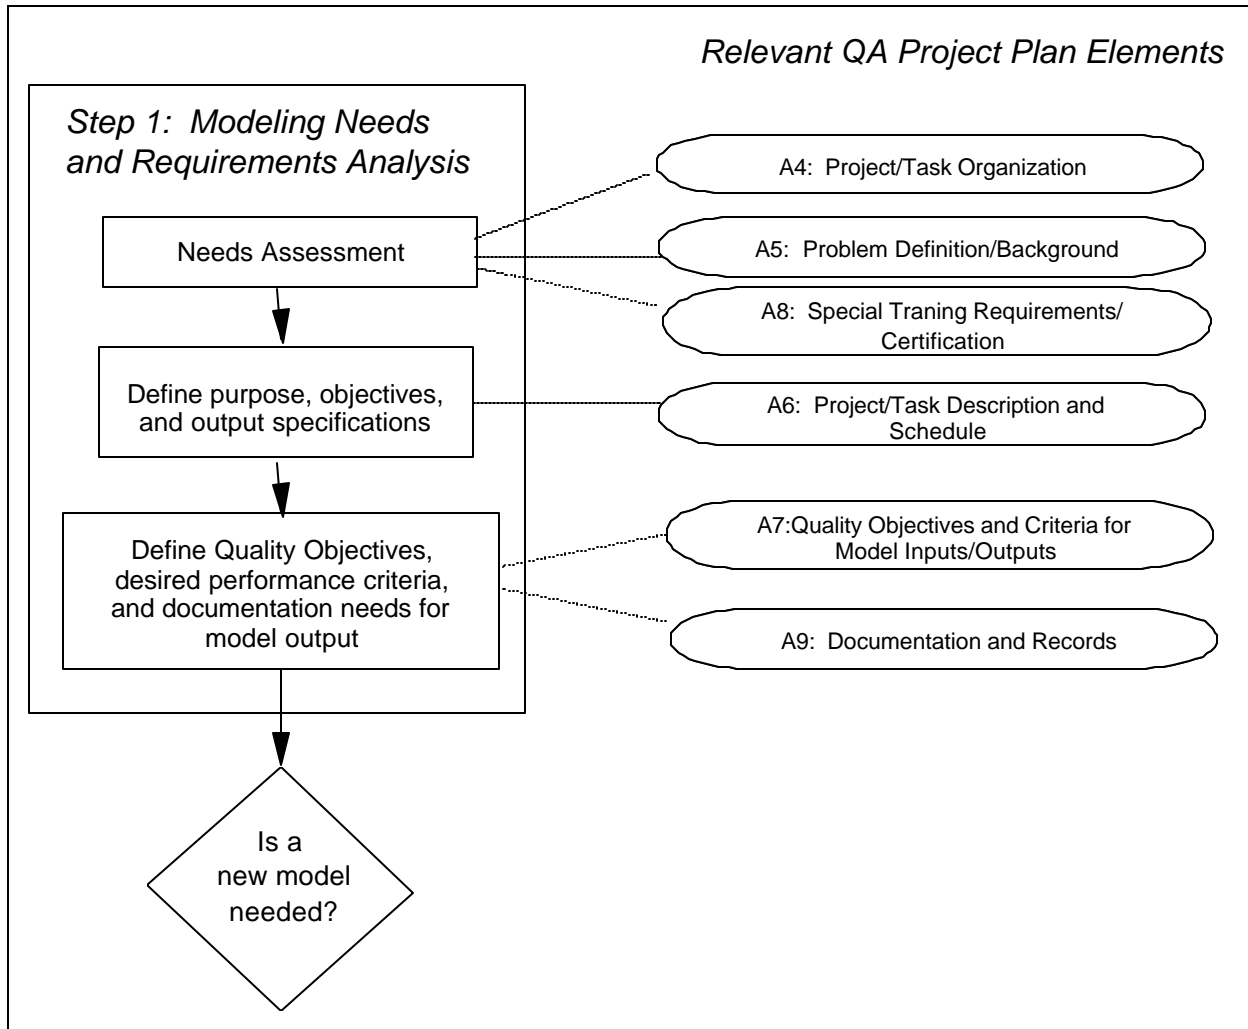 Relevant QA Project Plan Elements
Step 1: Modeling Needs
and Requirements Analysis
Needs Assessment
Define purpose, objectives,
and output specifications
Define Quality Objectives,
desired performance criteria,
and documentation needs for
model output
Is a
new model
needed?
A4: Project/Task Organization
A5: Problem Definition/Background
A8: Special Traning Requirements/
Certification
A6: Project/Task Description and
Schedule
A7:Quality Objectives and Criteria for
Model Inputs/Outputs
A9: Documentation and Records